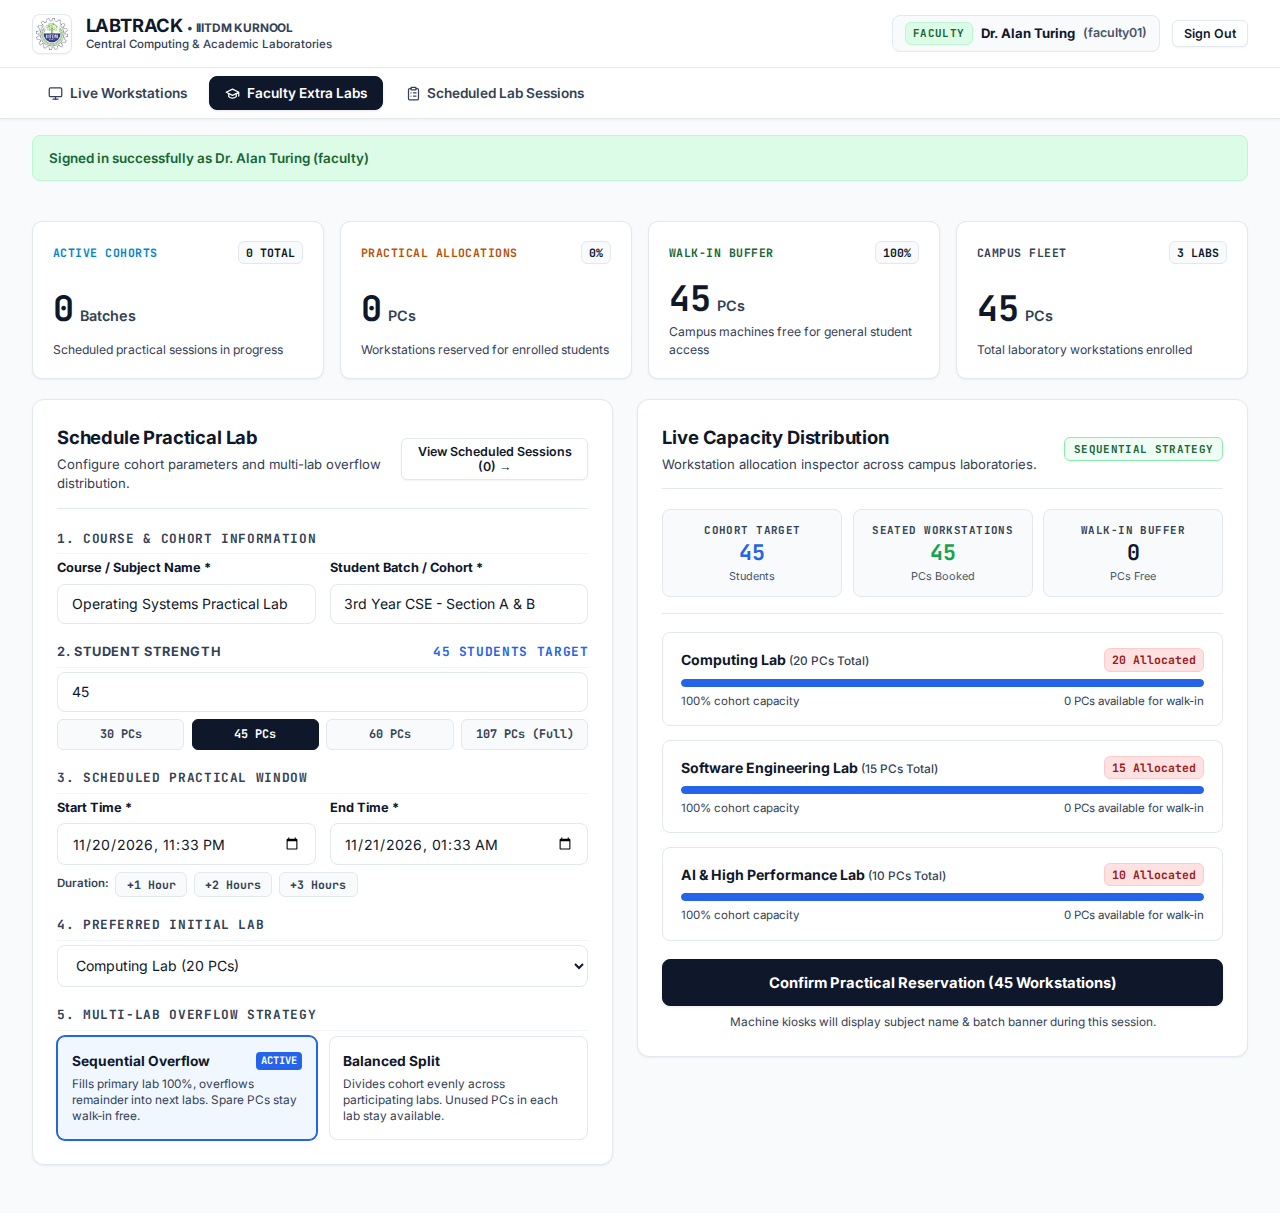 LABTRACK • IIITDM KURNOOL
Central Computing & Academic Laboratories
FACULTY Dr. Alan Turing (faculty01)
Sign Out
Live Workstations
Faculty Extra Labs
Scheduled Lab Sessions
Signed in successfully as Dr. Alan Turing (faculty)
ACTIVE COHORTS 0 TOTAL
0 Batches
Scheduled practical sessions in progress
PRACTICAL ALLOCATIONS 0%
0 PCs
Workstations reserved for enrolled students
WALK-IN BUFFER 100%
45 PCs
Campus machines free for general student
access
CAMPUS FLEET 3 LABS
45 PCs
Total laboratory workstations enrolled
Schedule Practical Lab
Configure cohort parameters and multi-lab overflow
distribution.
View Scheduled Sessions
(0) →
1. COURSE & COHORT INFORMATION
Course / Subject Name *
Operating Systems Practical Lab
Student Batch / Cohort *
3rd Year CSE - Section A & B
2. STUDENT STRENGTH 45 STUDENTS TARGET
45
30 PCs
45 PCs
60 PCs
107 PCs (Full)
3. SCHEDULED PRACTICAL WINDOW
Start Time *
11/20/2026, 11:33 PM
End Time *
11/21/2026, 01:33 AM
Duration: +1 Hour +2 Hours +3 Hours
4. PREFERRED INITIAL LAB
Computing Lab (20 PCs)
5. MULTI-LAB OVERFLOW STRATEGY
Sequential Overflow ACTIVE
Fills primary lab 100%, overflows
remainder into next labs. Spare PCs stay
walk-in free.
Balanced Split
Divides cohort evenly across
participating labs. Unused PCs in each
lab stay available.
Live Capacity Distribution
Workstation allocation inspector across campus laboratories.
SEQUENTIAL STRATEGY
COHORT TARGET
45
Students
SEATED WORKSTATIONS
45
PCs Booked
WALK-IN BUFFER
0
PCs Free
Computing Lab (20 PCs Total) 20 Allocated
100% cohort capacity 0 PCs available for walk-in
Software Engineering Lab (15 PCs Total) 15 Allocated
100% cohort capacity 0 PCs available for walk-in
AI & High Performance Lab (10 PCs Total) 10 Allocated
100% cohort capacity 0 PCs available for walk-in
Confirm Practical Reservation (45 Workstations)
Machine kiosks will display subject name & batch banner during this session.